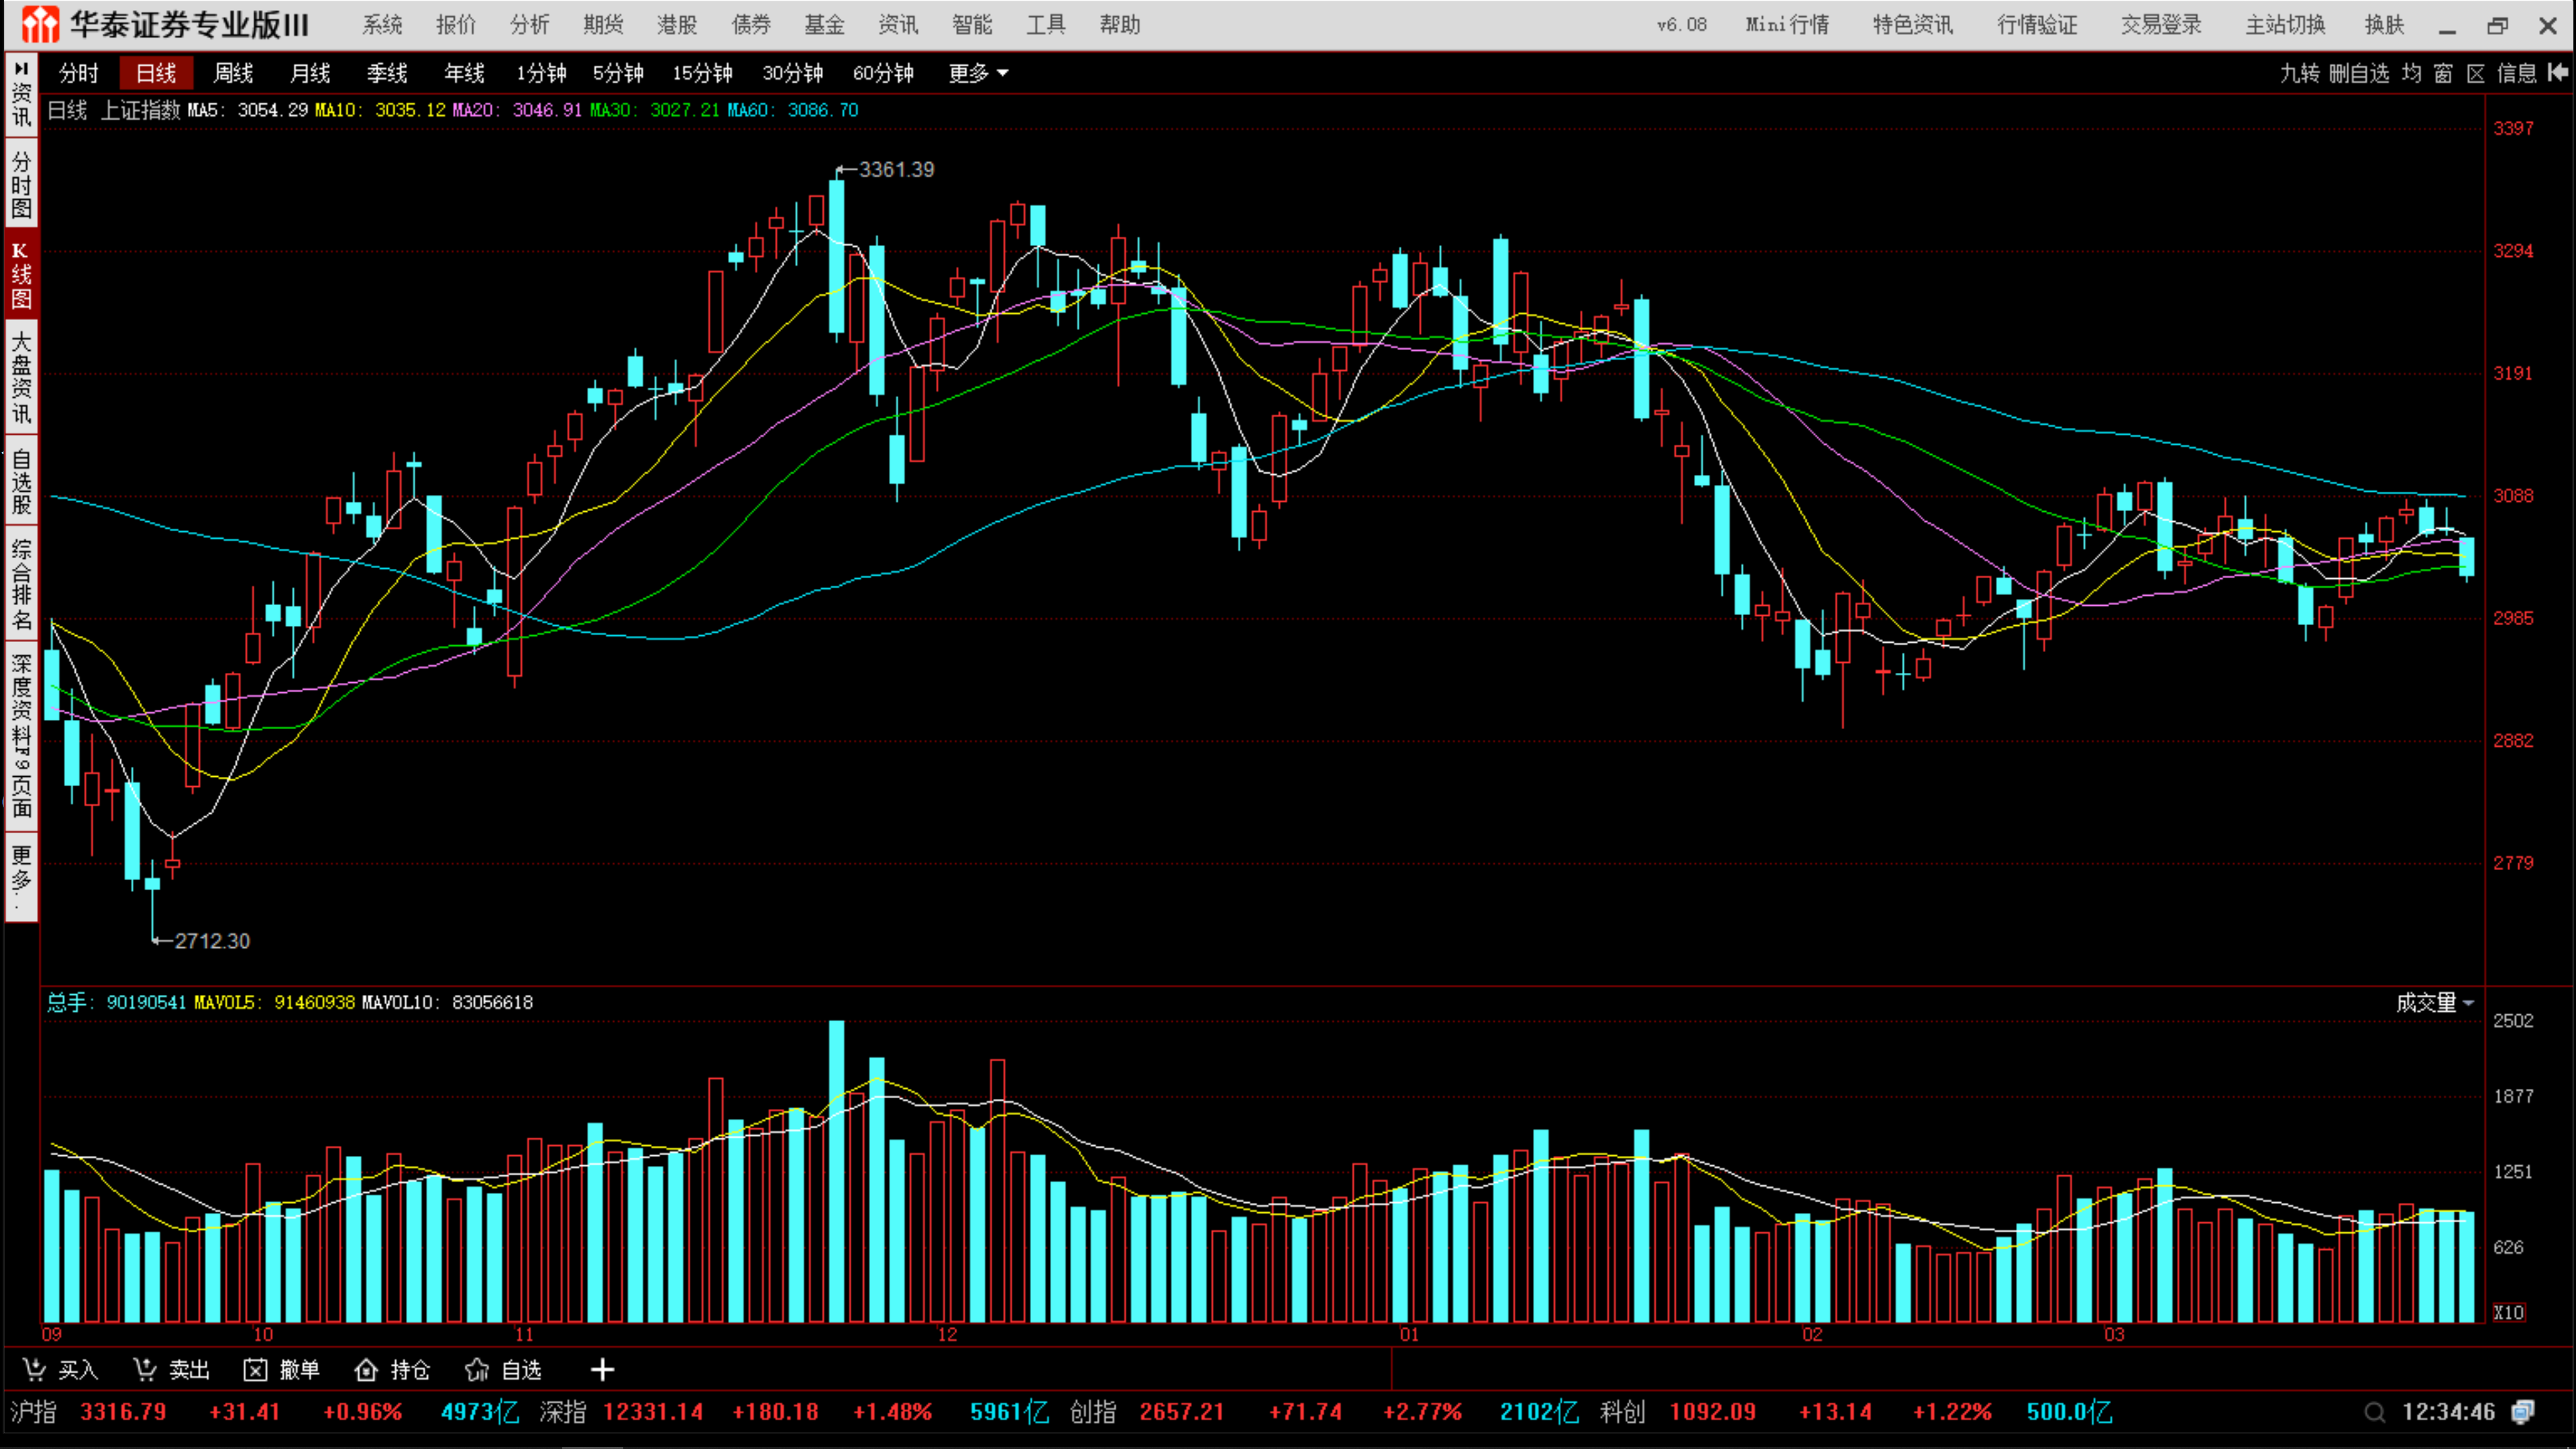 华泰证券专业版III 系统 报价 分析 期货 港股 债券 基金 资讯 智能 工具 帮助 v6.08 Mini行情 特色资讯 行情验证 交易登录 主站切换 换肤
分时 日线 周线 月线 季线 年线 1分钟 5分钟 15分钟 30分钟 60分钟 更多 九转 删自选 均 窗 区 信息
资讯
分时图
K线图
大盘资讯
自选股
综合排名
深度资料F9页面
更多..
日线 上证指数 MA5: 3054.29 MA10: 3035.12 MA20: 3046.91 MA30: 3027.21 MA60: 3086.70
3397
3361.39
3294
3191
3088
2985
2882
2779
2712.30
总手: 90190541 MAVOL5: 91460938 MAVOL10: 83056618 成交量
2502
1877
1251
626
X10
09 10 11 12 01 02 03
买入 卖出 撤单 持仓 自选 +
沪指 3316.79 +31.41 +0.96% 4973亿 深指 12331.14 +180.18 +1.48% 5961亿 创指 2657.21 +71.74 +2.77% 2102亿 科创 1092.09 +13.14 +1.22% 500.0亿 12:34:46